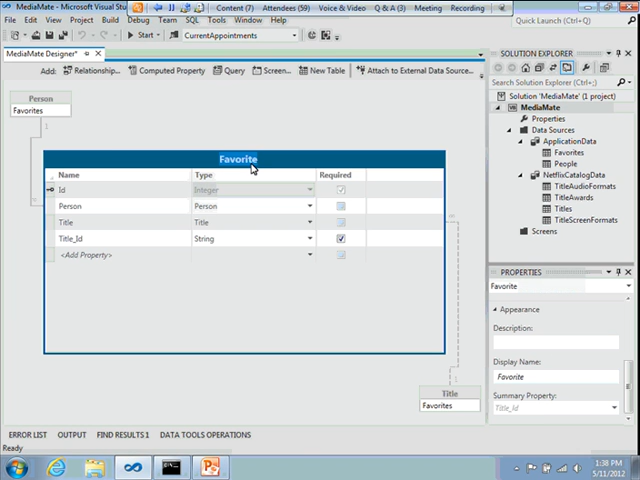 MediaMate - Microsoft Visual Stu
Content (7)
Attendees (59)
Voice & Video
Q & A (3)
Meeting
Recording
File
Edit
View
Project
Build
Debug
Team
SQL
Tools
Window
Help
Quick Launch (Ctrl+Q)
Start
CurrentAppointments
MediaMate Designer*
SOLUTION EXPLORER
Add:
Relationship...
Computed Property
Query
Screen...
New Table
Attach to External Data Source...
Search Solution Explorer (Ctrl+;)
Solution 'MediaMate' (1 project)
MediaMate
Properties
Data Sources
ApplicationData
Favorites
People
NetflixCatalogData
TitleAudioFormats
TitleAwards
Titles
TitleScreenFormats
Screens
Person
Favorites
1
Favorite
Name
Type
Required
Id
Integer
Person
Person
Title
Title
Title_Id
String
<Add Property>
∞
∞
1
Title
Favorites
PROPERTIES
Favorite
Appearance
Description:
Display Name:
Favorite
Summary Property:
Title_Id
ERROR LIST
OUTPUT
FIND RESULTS 1
DATA TOOLS OPERATIONS
Ready
1:38 PM
5/11/2012